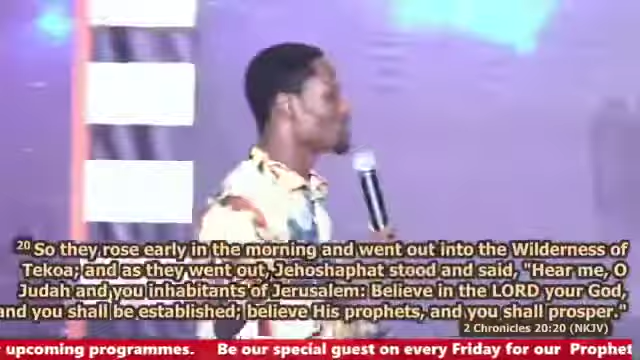 20 So they rose early in the morning and went out into the Wilderness of
Tekoa; and as they went out, Jehoshaphat stood and said, "Hear me, O
Judah and you inhabitants of Jerusalem: Believe in the LORD your God,
and you shall be established; believe His prophets, and you shall prosper."
2 Chronicles 20:20 (NKJV)
upcoming programmes. Be our special guest on every Friday for our Prophet